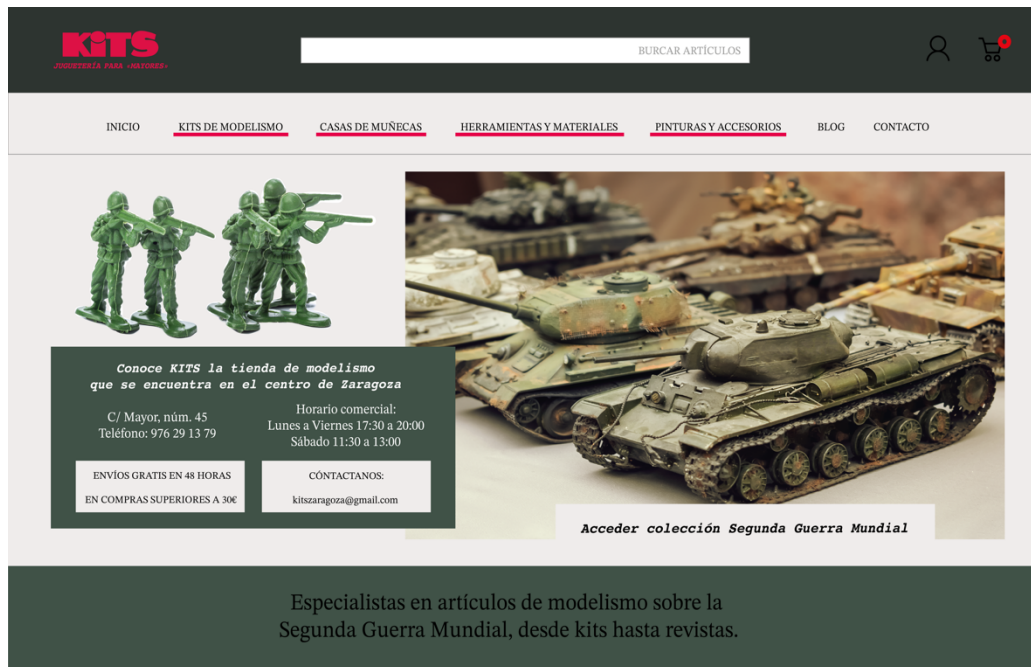 KiTS
JUGUETERÍA PARA «MAYORES»
BURCAR ARTÍCULOS
INICIO
KITS DE MODELISMO
CASAS DE MUÑECAS
HERRAMIENTAS Y MATERIALES
PINTURAS Y ACCESORIOS
BLOG
CONTACTO
Conoce KITS la tienda de modelismo
que se encuentra en el centro de Zaragoza
C/ Mayor, núm. 45
Teléfono: 976 29 13 79
Horario comercial:
Lunes a Viernes 17:30 a 20:00
Sábado 11:30 a 13:00
ENVÍOS GRATIS EN 48 HORAS
EN COMPRAS SUPERIORES A 30€
CÓNTACTANOS:
kitszaragoza@gmail.com
Acceder colección Segunda Guerra Mundial
Especialistas en artículos de modelismo sobre la
Segunda Guerra Mundial, desde kits hasta revistas.